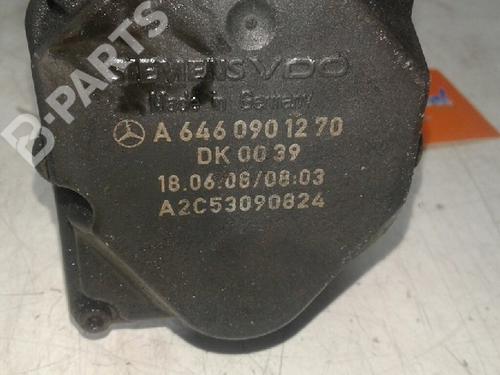 B-PARTS
SIEMENS VDO
Made in Germany
A 646 090 12 70
DK 00 39
18.06.08/08:03
A2C53090824